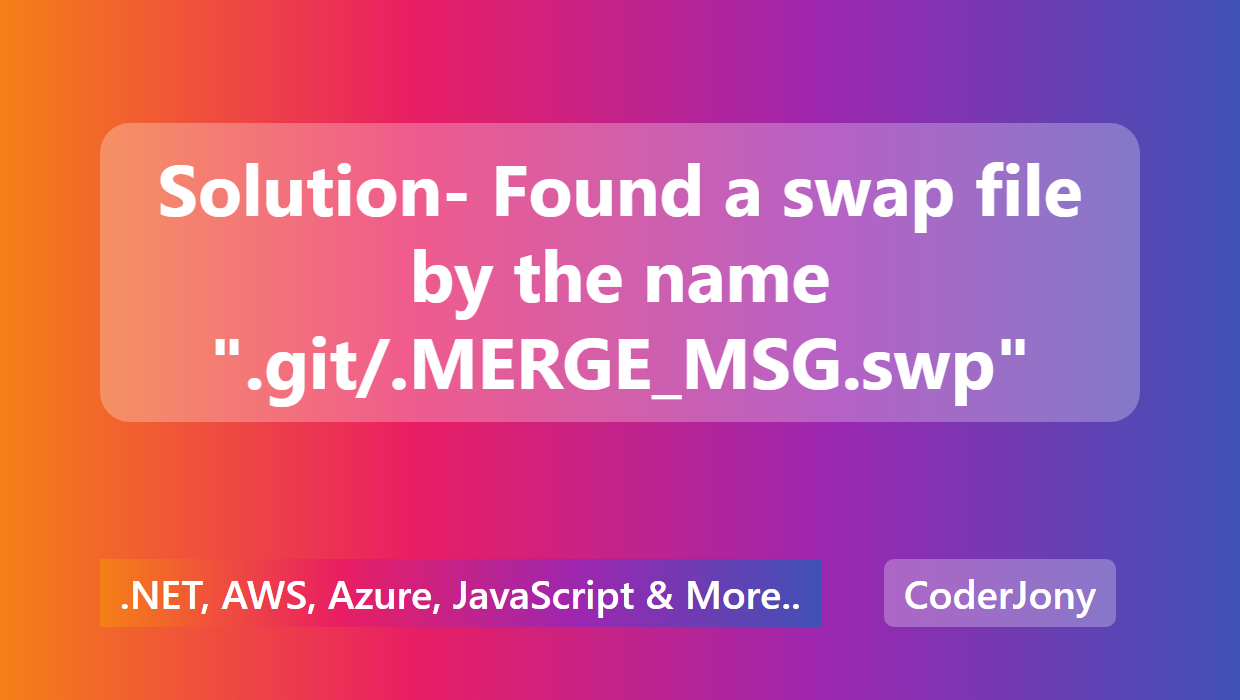 Solution- Found a swap file
by the name
".git/.MERGE_MSG.swp"
.NET, AWS, Azure, JavaScript & More..
CoderJony